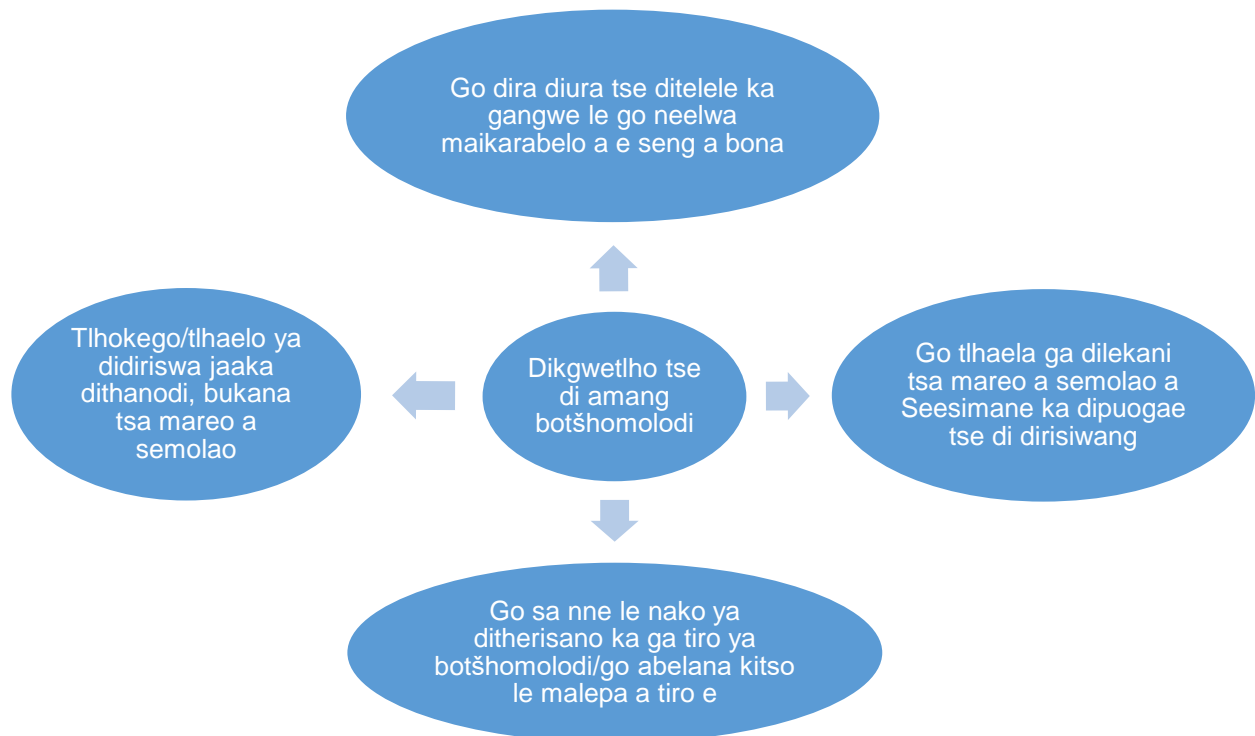 Go dira diura tse ditelele ka
gangwe le go neelwa
maikarabelo a e seng a bona
Tlhokego/tlhaelo ya
didiriswa jaaka
dithanodi, bukana
tsa mareo a
semolao
Dikgwetlho tse
di amang
botšhomolodi
Go tlhaela ga dilekani
tsa mareo a semolao a
Seesimane ka dipuogae
tse di dirisiwang
Go sa nne le nako ya
ditherisano ka ga tiro ya
botšhomolodi/go abelana kitso
le malepa a tiro e